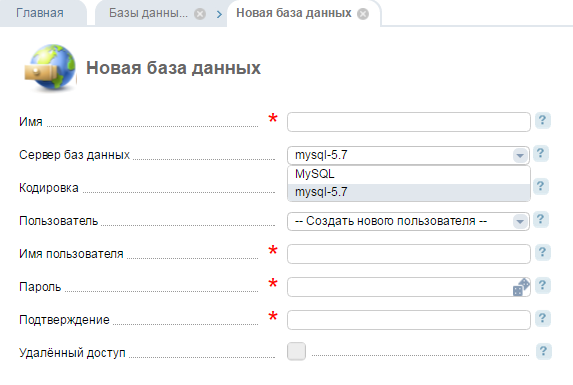 Главная
Базы данны...
Новая база данных
Новая база данных
Имя * ?
Сервер баз данных mysql-5.7 ?
MySQL
Кодировка mysql-5.7 ?
Пользователь -- Создать нового пользователя -- ?
Имя пользователя * ?
Пароль * ?
Подтверждение * ?
Удалённый доступ ?